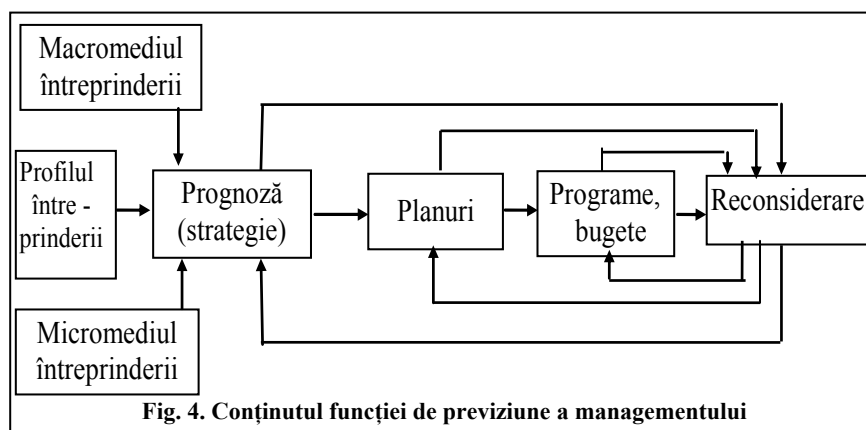 Macromediul
întreprinderii
Profilul
între -
prinderii
Prognoză
(strategie)
Planuri
Programe,
bugete
Reconsiderare
Micromediul
întreprinderii
Fig. 4. Conținutul funcției de previziune a managementului